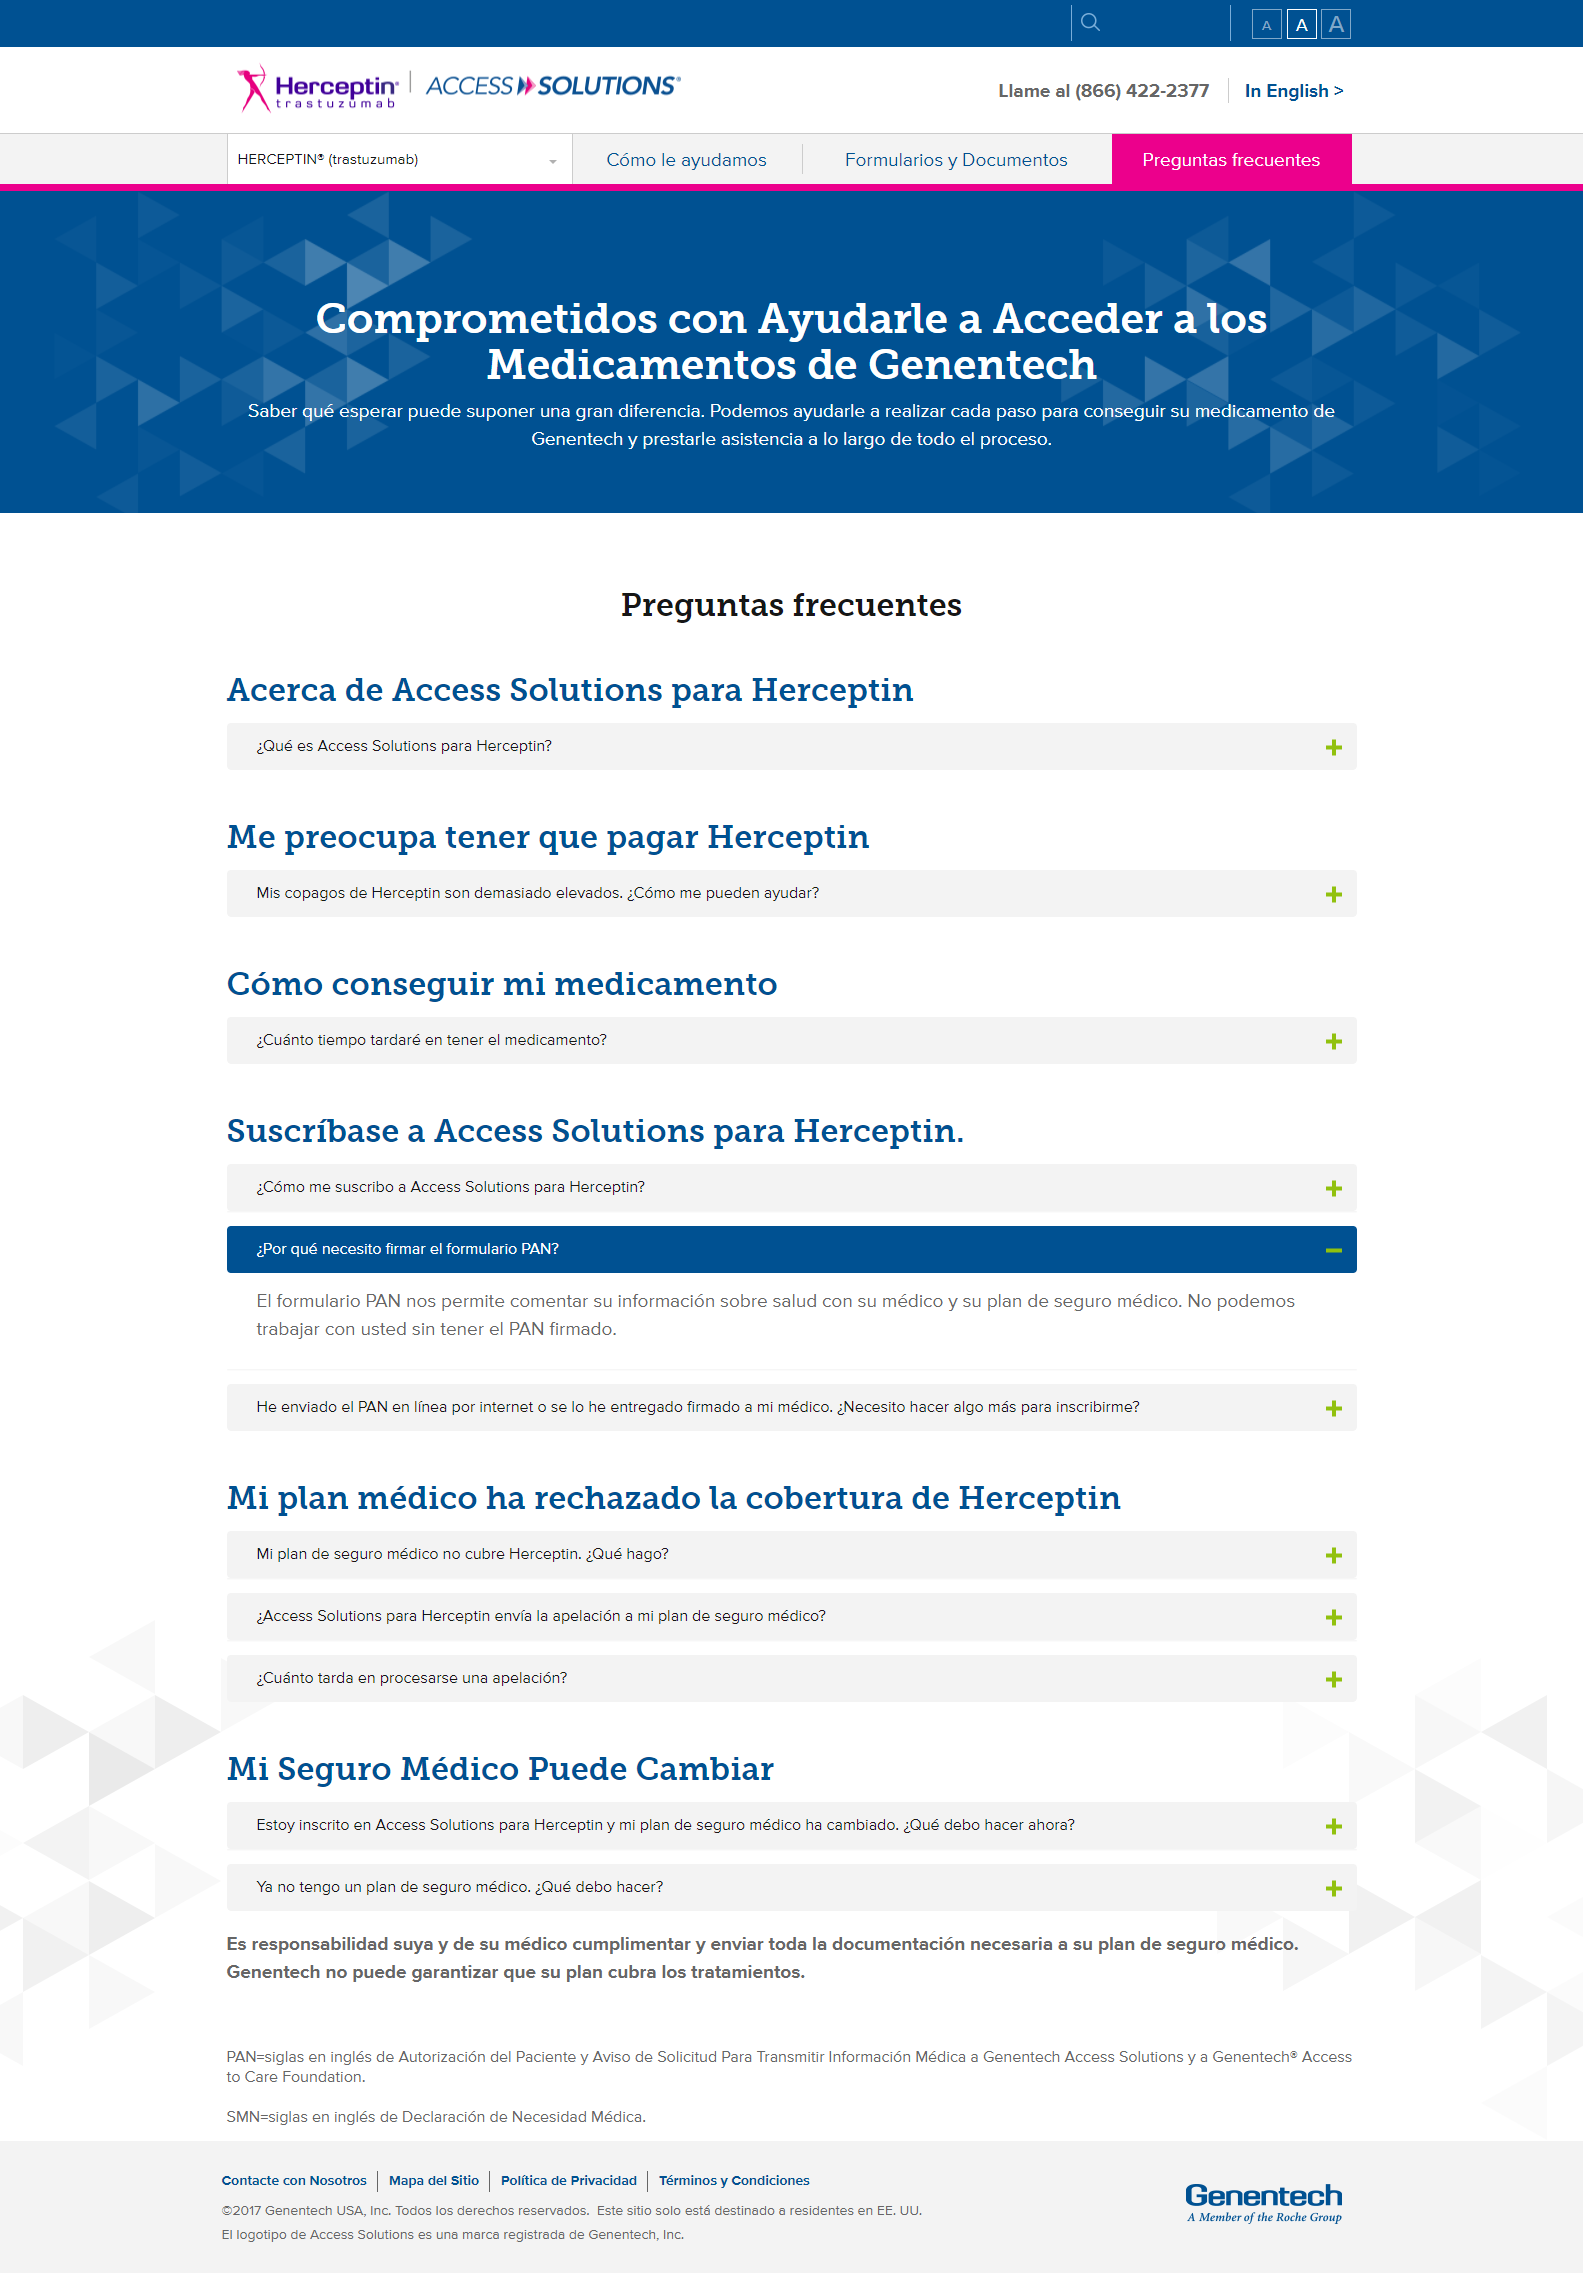 A A A
Herceptin®
trastuzumab
ACCESS SOLUTIONS®
Llame al (866) 422-2377
In English >
HERCEPTIN® (trastuzumab)
Cómo le ayudamos
Formularios y Documentos
Preguntas frecuentes
Comprometidos con Ayudarle a Acceder a los
Medicamentos de Genentech
Saber qué esperar puede suponer una gran diferencia. Podemos ayudarle a realizar cada paso para conseguir su medicamento de
Genentech y prestarle asistencia a lo largo de todo el proceso.
Preguntas frecuentes
Acerca de Access Solutions para Herceptin
¿Qué es Access Solutions para Herceptin?
Me preocupa tener que pagar Herceptin
Mis copagos de Herceptin son demasiado elevados. ¿Cómo me pueden ayudar?
Cómo conseguir mi medicamento
¿Cuánto tiempo tardaré en tener el medicamento?
Suscríbase a Access Solutions para Herceptin.
¿Cómo me suscribo a Access Solutions para Herceptin?
¿Por qué necesito firmar el formulario PAN?
El formulario PAN nos permite comentar su información sobre salud con su médico y su plan de seguro médico. No podemos
trabajar con usted sin tener el PAN firmado.
He enviado el PAN en línea por internet o se lo he entregado firmado a mi médico. ¿Necesito hacer algo más para inscribirme?
Mi plan médico ha rechazado la cobertura de Herceptin
Mi plan de seguro médico no cubre Herceptin. ¿Qué hago?
¿Access Solutions para Herceptin envía la apelación a mi plan de seguro médico?
¿Cuánto tarda en procesarse una apelación?
Mi Seguro Médico Puede Cambiar
Estoy inscrito en Access Solutions para Herceptin y mi plan de seguro médico ha cambiado. ¿Qué debo hacer ahora?
Ya no tengo un plan de seguro médico. ¿Qué debo hacer?
Es responsabilidad suya y de su médico cumplimentar y enviar toda la documentación necesaria a su plan de seguro médico.
Genentech no puede garantizar que su plan cubra los tratamientos.
PAN=siglas en inglés de Autorización del Paciente y Aviso de Solicitud Para Transmitir Información Médica a Genentech Access Solutions y a Genentech® Access
to Care Foundation.
SMN=siglas en inglés de Declaración de Necesidad Médica.
Contacte con Nosotros
Mapa del Sitio
Política de Privacidad
Términos y Condiciones
©2017 Genentech USA, Inc. Todos los derechos reservados. Este sitio solo está destinado a residentes en EE. UU.
El logotipo de Access Solutions es una marca registrada de Genentech, Inc.
Genentech
A Member of the Roche Group